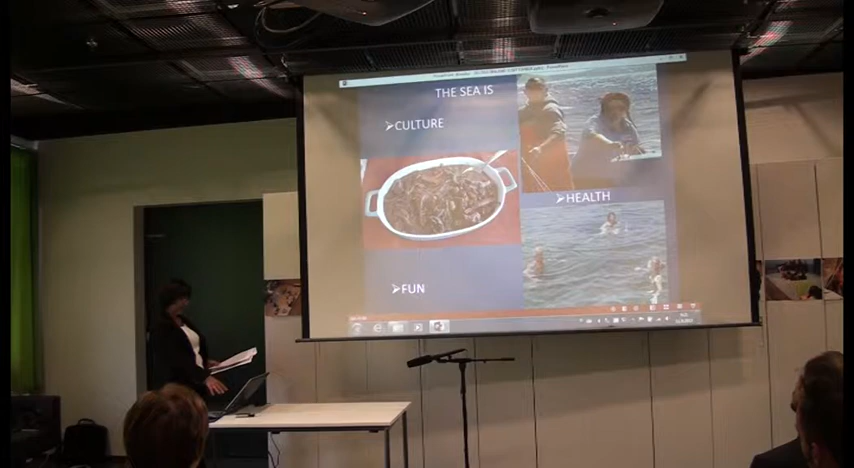 THE SEA IS
➢CULTURE
➢HEALTH
➢FUN